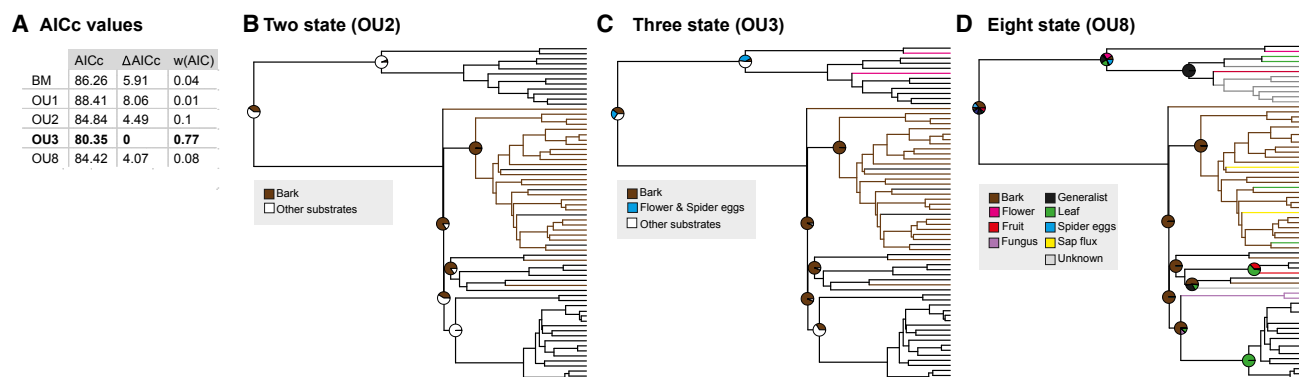 A AICc values
AICc ΔAICc w(AIC)
BM 86.26 5.91 0.04
OU1 88.41 8.06 0.01
OU2 84.84 4.49 0.1
OU3 80.35 0 0.77
OU8 84.42 4.07 0.08
B Two state (OU2)
Bark
Other substrates
C Three state (OU3)
Bark
Flower & Spider eggs
Other substrates
D Eight state (OU8)
Bark
Flower
Fruit
Fungus
Generalist
Leaf
Spider eggs
Sap flux
Unknown